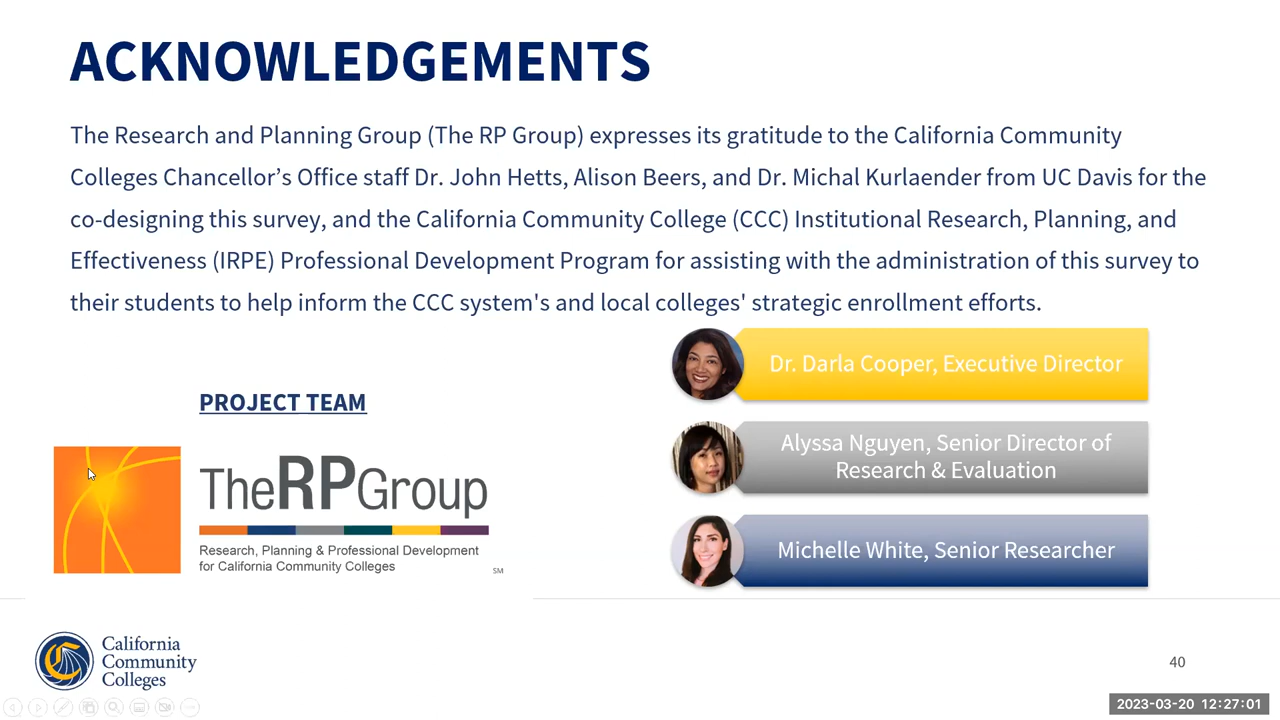 ACKNOWLEDGEMENTS
The Research and Planning Group (The RP Group) expresses its gratitude to the California Community
Colleges Chancellor’s Office staff Dr. John Hetts, Alison Beers, and Dr. Michal Kurlaender from UC Davis for the
co-designing this survey, and the California Community College (CCC) Institutional Research, Planning, and
Effectiveness (IRPE) Professional Development Program for assisting with the administration of this survey to
their students to help inform the CCC system's and local colleges' strategic enrollment efforts.
PROJECT TEAM
TheRPGroup
Research, Planning & Professional Development
for California Community Colleges
SM
Dr. Darla Cooper, Executive Director
Alyssa Nguyen, Senior Director of
Research & Evaluation
Michelle White, Senior Researcher
California
Community
Colleges
40
2023-03-20 12:27:01